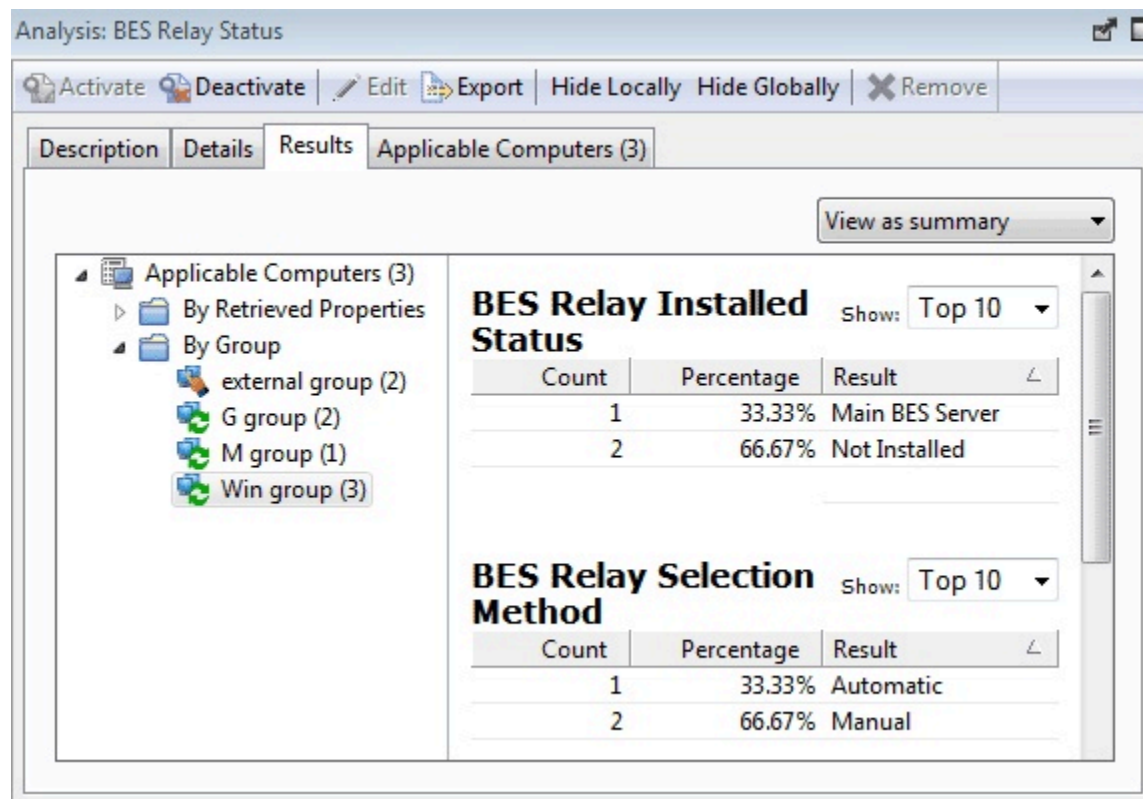 Analysis: BES Relay Status
Activate Deactivate Edit Export Hide Locally Hide Globally Remove
Description Details Results Applicable Computers (3)
View as summary
Applicable Computers (3)
By Retrieved Properties
By Group
external group (2)
G group (2)
M group (1)
Win group (3)
BES Relay Installed
Status
Show: Top 10
Count Percentage Result
1 33.33% Main BES Server
2 66.67% Not Installed
BES Relay Selection
Method
Show: Top 10
Count Percentage Result
1 33.33% Automatic
2 66.67% Manual